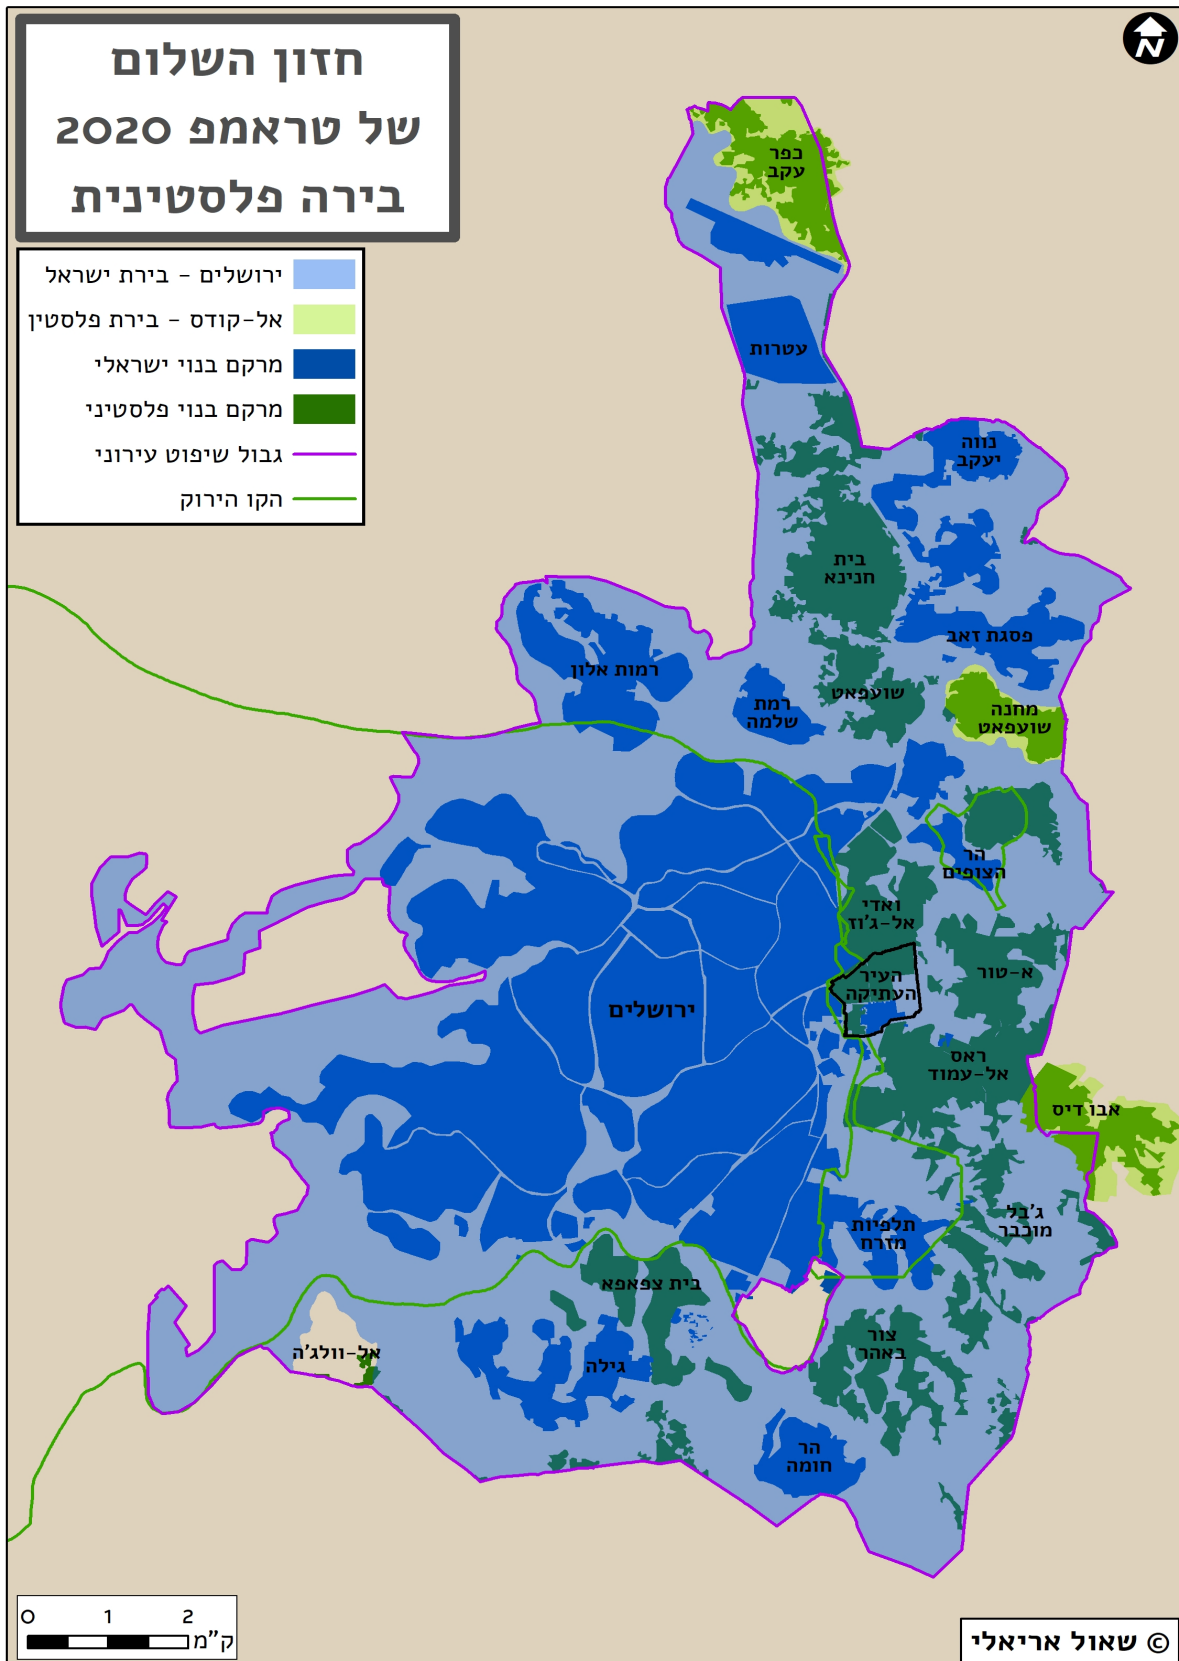 חזון השלום
של טראמפ 2020
בירה פלסטינית
N
ירושלים - בירת ישראל
אל-קודס - בירת פלסטין
מרקם בנוי ישראלי
מרקם בנוי פלסטיני
גבול שיפוט עירוני
הקו הירוק
כפר
עקב
עטרות
נווה
יעקב
בית
חנינא
פסגת זאב
רמות אלון
רמת
שלמה
שועפאט
מחנה
שועפאט
הר
הצופים
ואדי
אל-ג'וז
העיר
העתיקה
א-טור
ירושלים
ראס
אל-עמוד
אבו דיס
ג'בל
מוכבר
תלפיות
מזרח
בית צפאפא
צור
באהר
אל-וולג'ה
גילה
הר
חומה
0 1 2
ק"מ
© שאול אריאלי